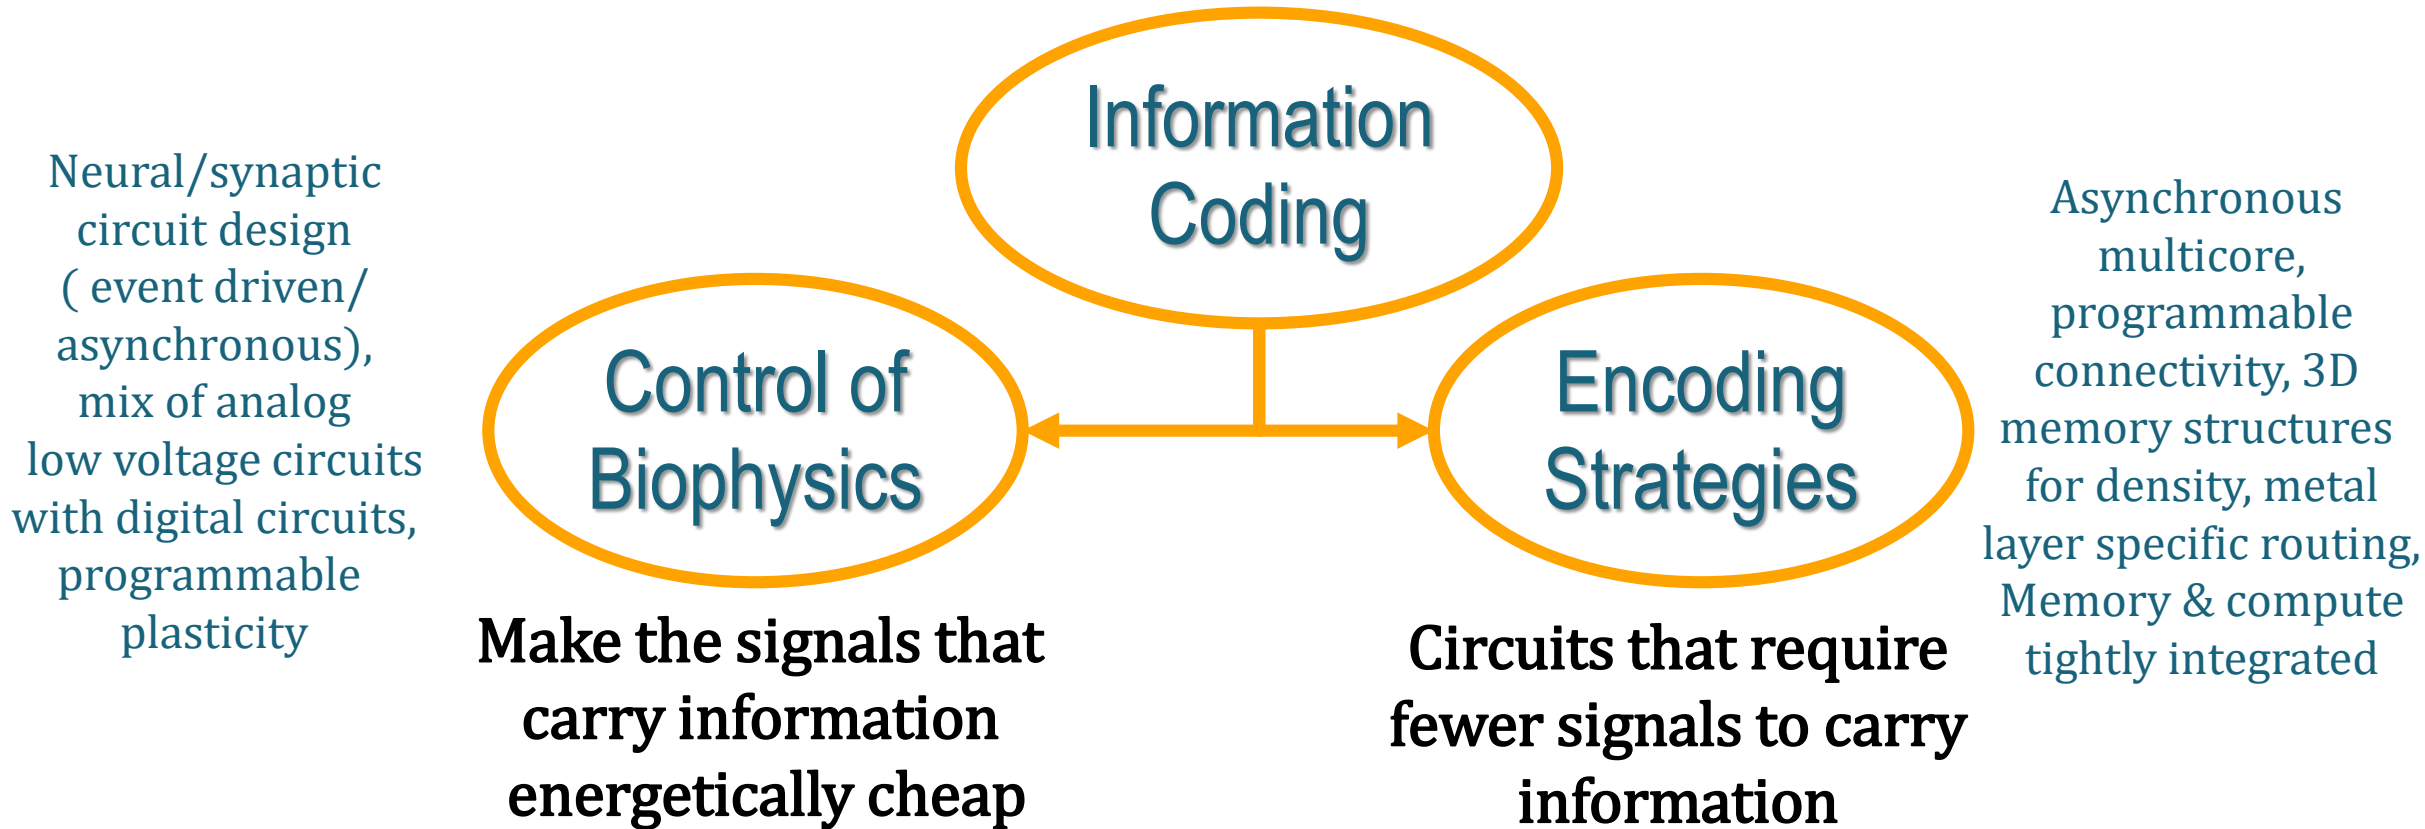 Information
Coding
Neural/synaptic
circuit design
( event driven/
asynchronous),
mix of analog
low voltage circuits
with digital circuits,
programmable
plasticity
Control of
Biophysics
Make the signals that
carry information
energetically cheap
Encoding
Strategies
Circuits that require
fewer signals to carry
information
Asynchronous
multicore,
programmable
connectivity, 3D
memory structures
for density, metal
layer specific routing,
Memory & compute
tightly integrated